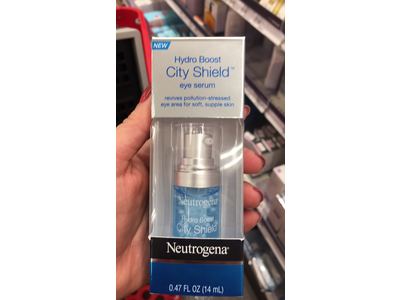 NEW
Hydro Boost
City Shield™
eye serum
revives pollution-stressed
eye area for soft, supple skin
Neutrogena
Hydro Boost
City Shield
Neutrogena®
0.47 FL OZ (14 mL)